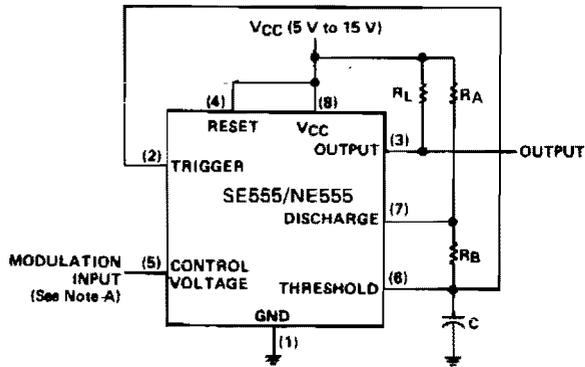 VCC (5 V to 15 V)
(4)
(8)
RL
RA
RESET
VCC
(3)
OUTPUT
OUTPUT
(2)
TRIGGER
SE555/NE555
(7)
DISCHARGE
RB
MODULATION
INPUT
(See Note A)
(5)
CONTROL
VOLTAGE
(6)
THRESHOLD
C
GND
(1)